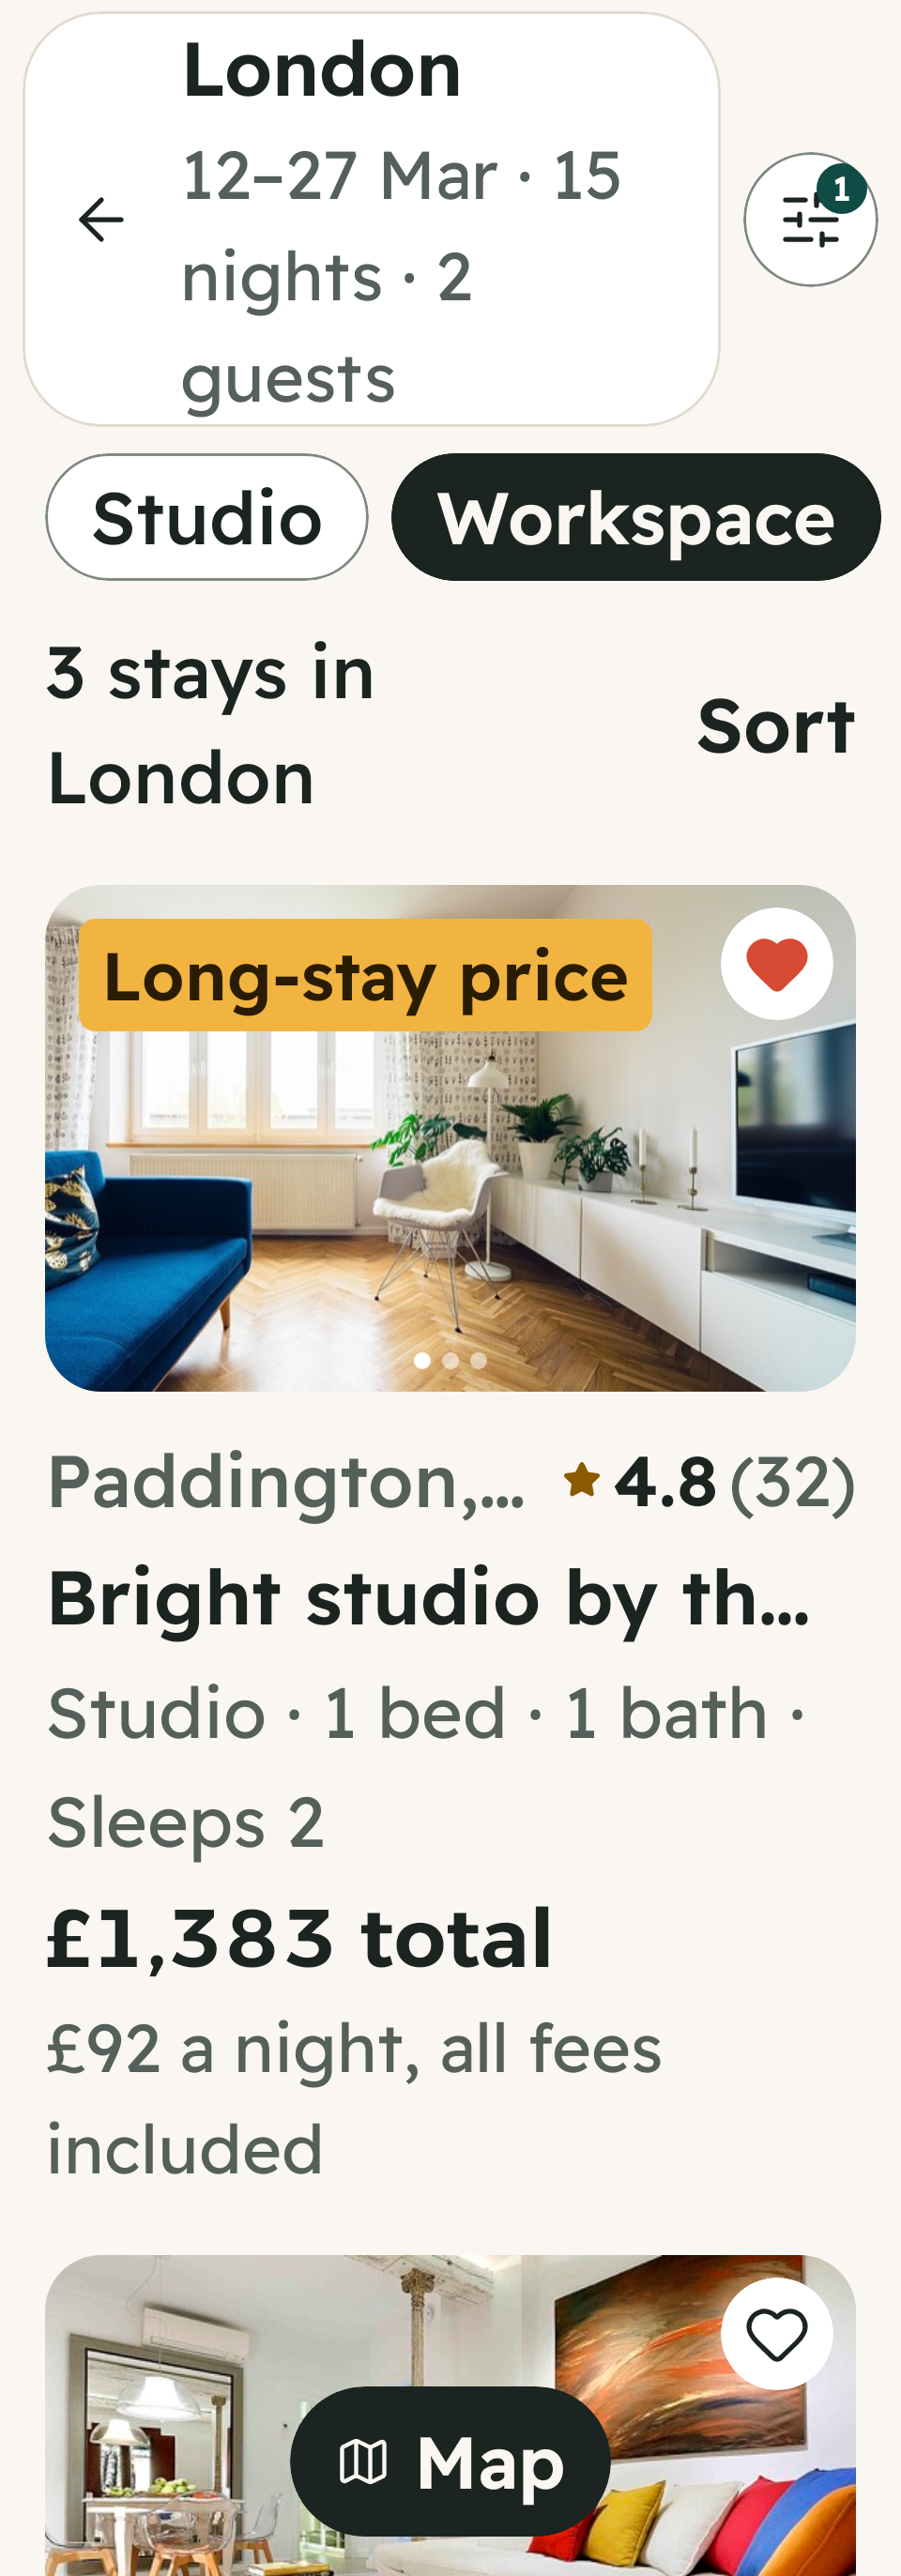 London
12–27 Mar · 15
nights · 2
guests
1
Studio
Workspace
3 stays in
London
Sort
Long-stay price
Paddington,...
4.8 (32)
Bright studio by th...
Studio · 1 bed · 1 bath ·
Sleeps 2
£1,383 total
£92 a night, all fees
included
Map